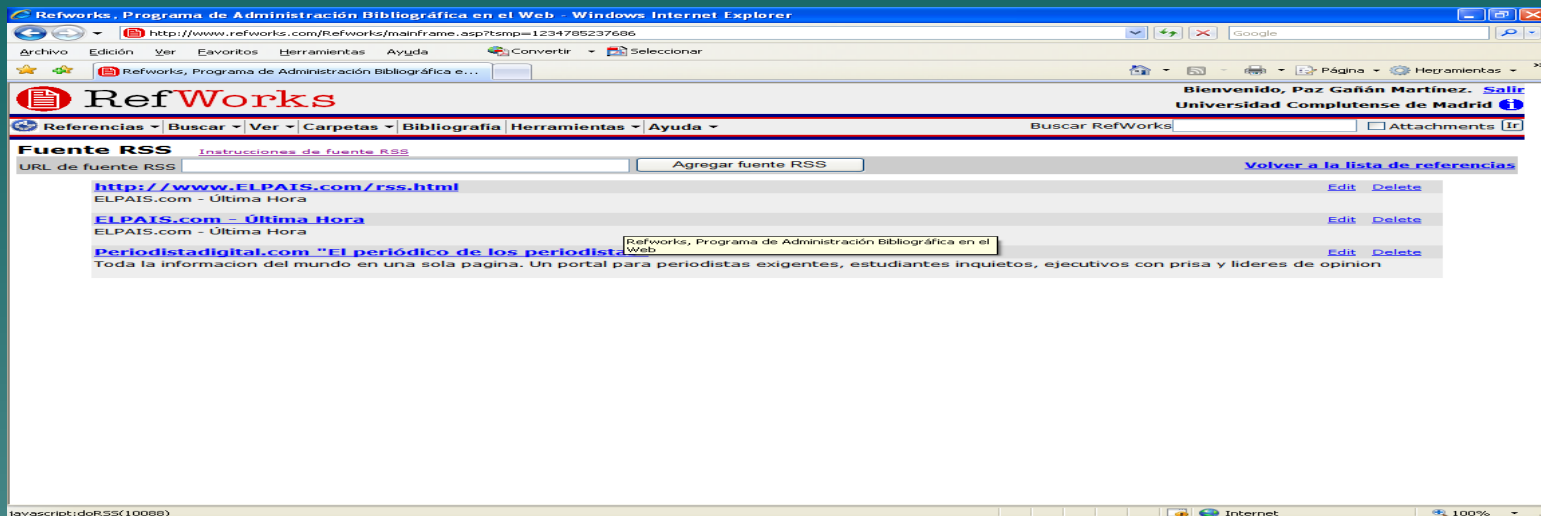 Refworks, Programa de Administración Bibliográfica en el Web - Windows Internet Explorer
http://www.refworks.com/Refworks/mainframe.asp?tsmp=1234785237686
Google
Archivo Edición Ver Favoritos Herramientas Ayuda Convertir Seleccionar
Refworks, Programa de Administración Bibliográfica e...
Página Herramientas
RefWorks
Bienvenido, Paz Gañán Martínez. Salir
Universidad Complutense de Madrid
Referencias Buscar Ver Carpetas Bibliografía Herramientas Ayuda
Buscar RefWorks Attachments Ir
Fuente RSS Instrucciones de fuente RSS
URL de fuente RSS Agregar fuente RSS Volver a la lista de referencias
http://www.ELPAIS.com/rss.html Edit Delete
ELPAIS.com - Última Hora
ELPAIS.com - Última Hora Edit Delete
ELPAIS.com - Última Hora
Refworks, Programa de Administración Bibliográfica en el
Web
Periodistadigital.com "El periódico de los periodista Edit Delete
Toda la informacion del mundo en una sola pagina. Un portal para periodistas exigentes, estudiantes inquietos, ejecutivos con prisa y lideres de opinion
javascript:doRSS(10088) Internet 100%